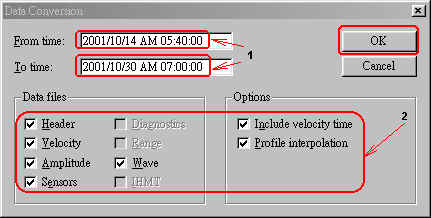 Data Conversion
From time: 2001/10/14 AM 05:40:00 OK
1
To time: 2001/10/30 AM 07:00:00 Cancel
Data files Options
2
Header Diagnostics Include velocity time
Velocity Range Profile interpolation
Amplitude Wave
Sensors IHMT